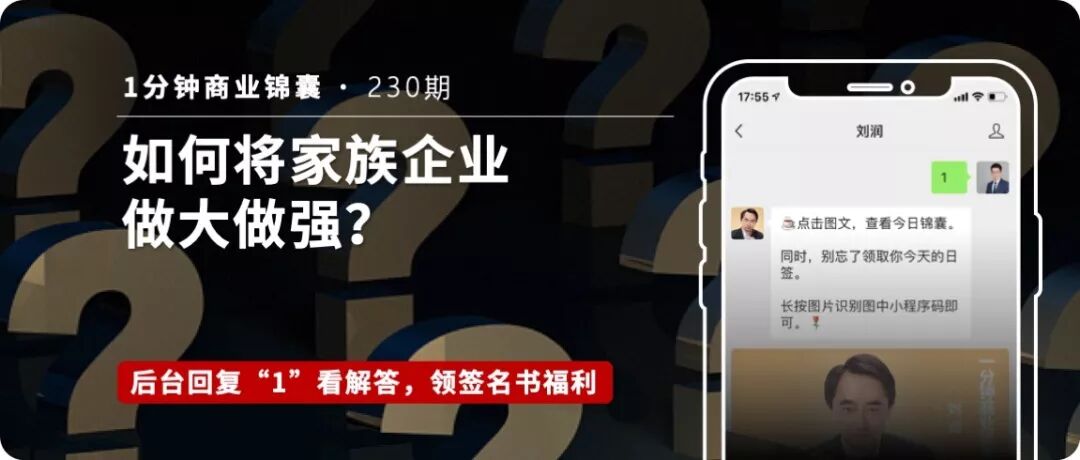 1分钟商业锦囊 · 230期
如何将家族企业
做大做强？
后台回复“1”看解答，领签名书福利
17:55
刘润
1
☕点击图文，查看今日锦囊。
同时，别忘了领取你今天的日
签。
长按图片识别图中小程序码即
可。🌹